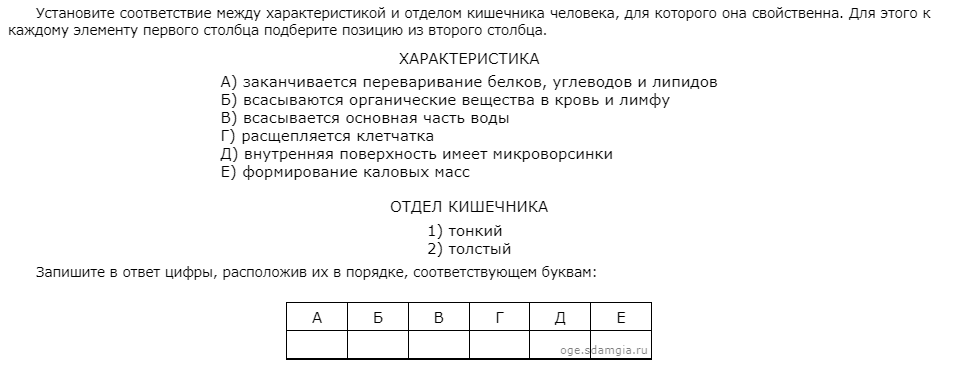 Установите соответствие между характеристикой и отделом кишечника человека, для которого она свойственна. Для этого к
каждому элементу первого столбца подберите позицию из второго столбца.
ХАРАКТЕРИСТИКА
А) заканчивается переваривание белков, углеводов и липидов
Б) всасываются органические вещества в кровь и лимфу
В) всасывается основная часть воды
Г) расщепляется клетчатка
Д) внутренняя поверхность имеет микроворсинки
Е) формирование каловых масс
ОТДЕЛ КИШЕЧНИКА
1) тонкий
2) толстый
Запишите в ответ цифры, расположив их в порядке, соответствующем буквам:
А Б В Г Д Е
oge.sdamgia.ru